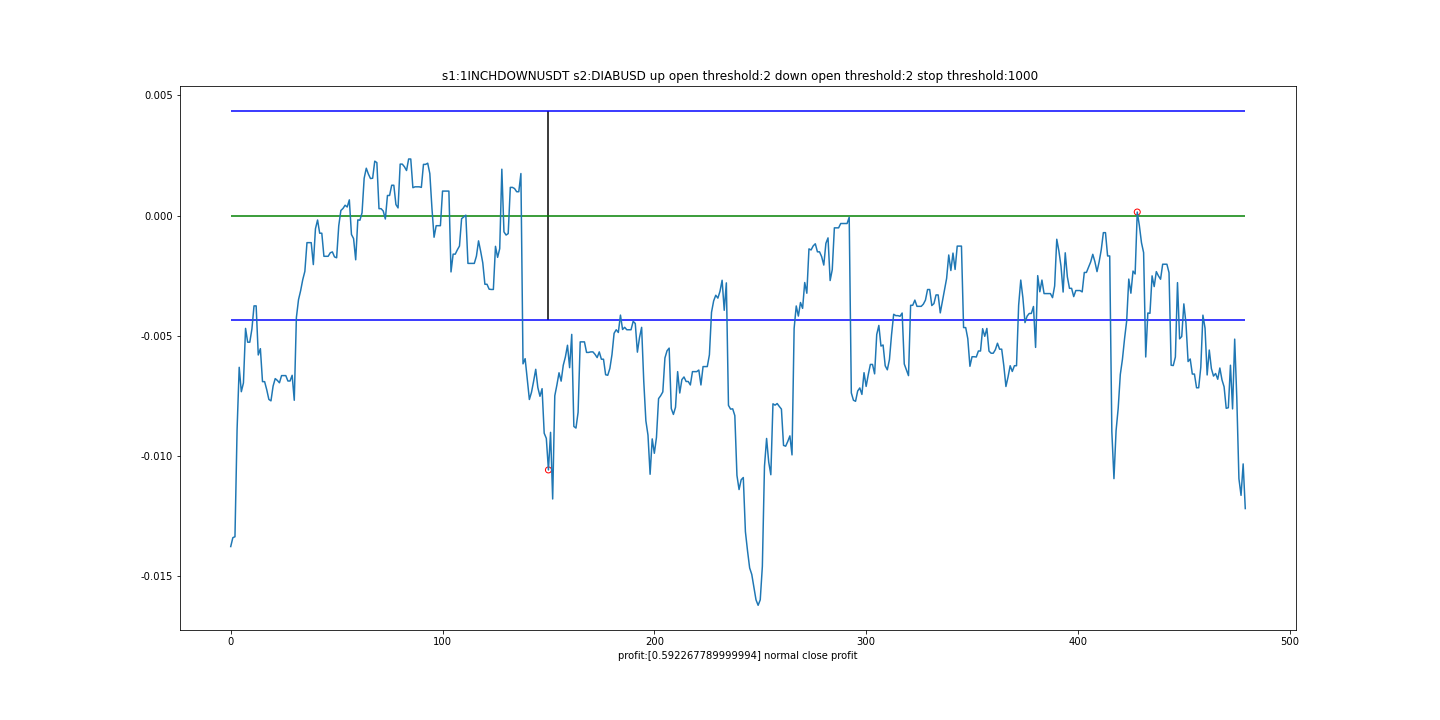 s1:1INCHDOWNUSDT s2:DIABUSD up open threshold:2 down open threshold:2 stop threshold:1000
0.005
0.000
-0.005
-0.010
-0.015
0 100 200 300 400 500
profit:[0.592267789999994] normal close profit